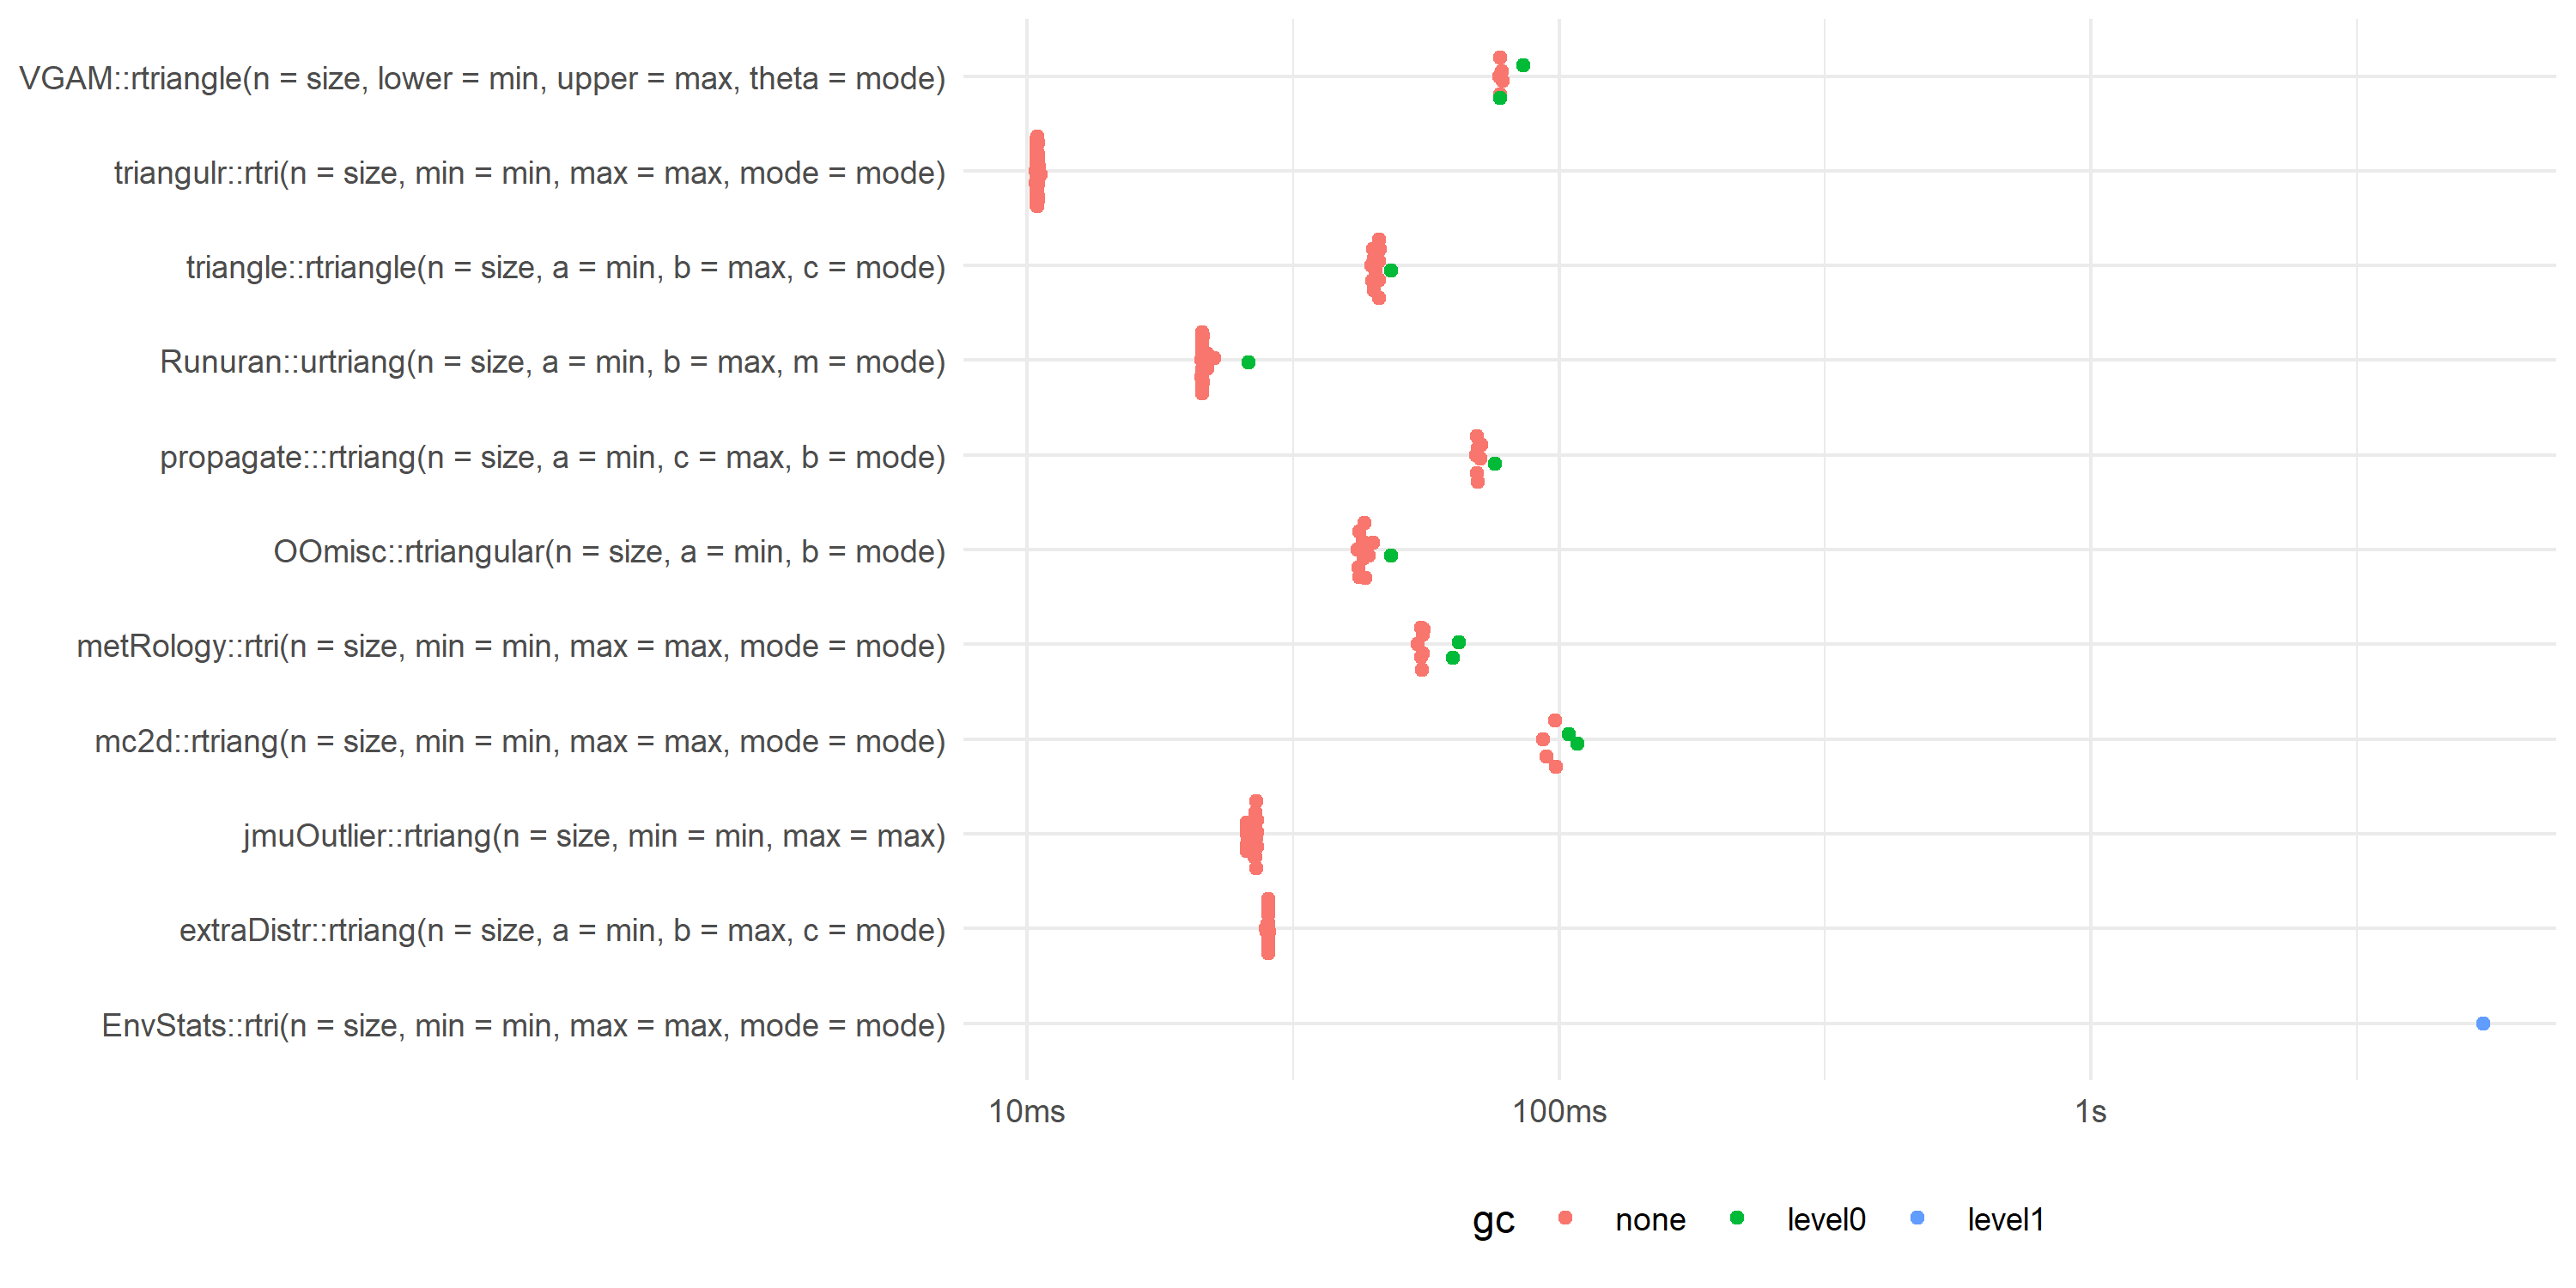 VGAM::rtriangle(n = size, lower = min, upper = max, theta = mode)
triangulr::rtri(n = size, min = min, max = max, mode = mode)
triangle::rtriangle(n = size, a = min, b = max, c = mode)
Runuran::urtriang(n = size, a = min, b = max, m = mode)
propagate:::rtriang(n = size, a = min, c = max, b = mode)
OOmisc::rtriangular(n = size, a = min, b = mode)
metRology::rtri(n = size, min = min, max = max, mode = mode)
mc2d::rtriang(n = size, min = min, max = max, mode = mode)
jmuOutlier::rtriang(n = size, min = min, max = max)
extraDistr::rtriang(n = size, a = min, b = max, c = mode)
EnvStats::rtri(n = size, min = min, max = max, mode = mode)
10ms 100ms 1s
gc none level0 level1